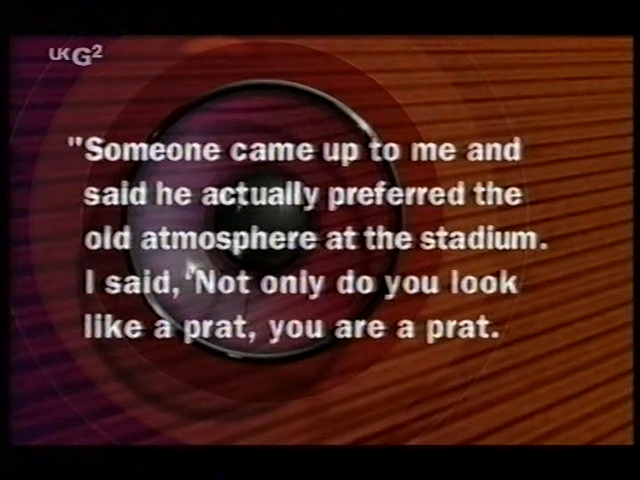 UKG2
"Someone came up to me and
said he actually preferred the
old atmosphere at the stadium.
I said, 'Not only do you look
like a prat, you are a prat.